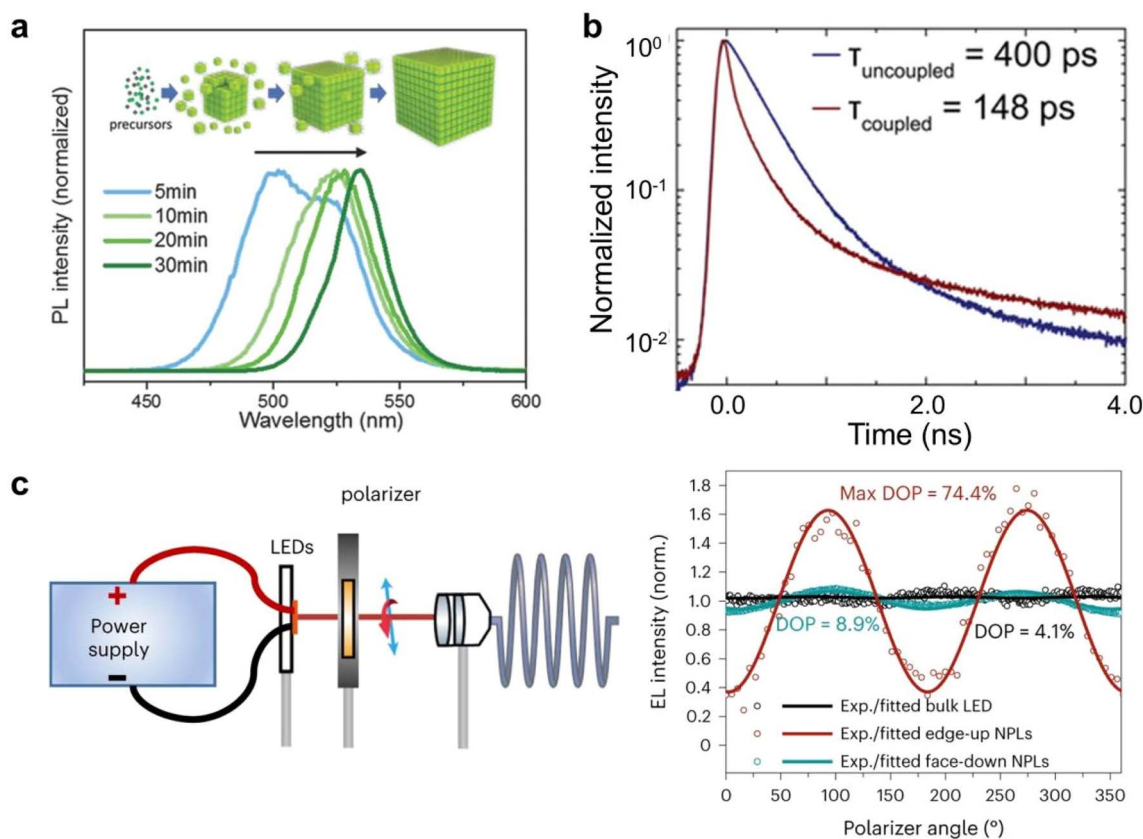 a
precursors
5min
10min
20min
30min
PL intensity (normalized)
450
500
550
600
Wavelength (nm)
b
τuncoupled = 400 ps
τcoupled = 148 ps
10⁰
10⁻¹
10⁻²
Normalized intensity
0.0
2.0
4.0
Time (ns)
c
polarizer
LEDs
+
Power
supply
−
Max DOP = 74.4%
DOP = 8.9%
DOP = 4.1%
Exp./fitted bulk LED
Exp./fitted edge-up NPLs
Exp./fitted face-down NPLs
EL intensity (norm.)
1.8
1.6
1.4
1.2
1.0
0.8
0.6
0.4
0.2
0
0
50
100
150
200
250
300
350
Polarizer angle (°)